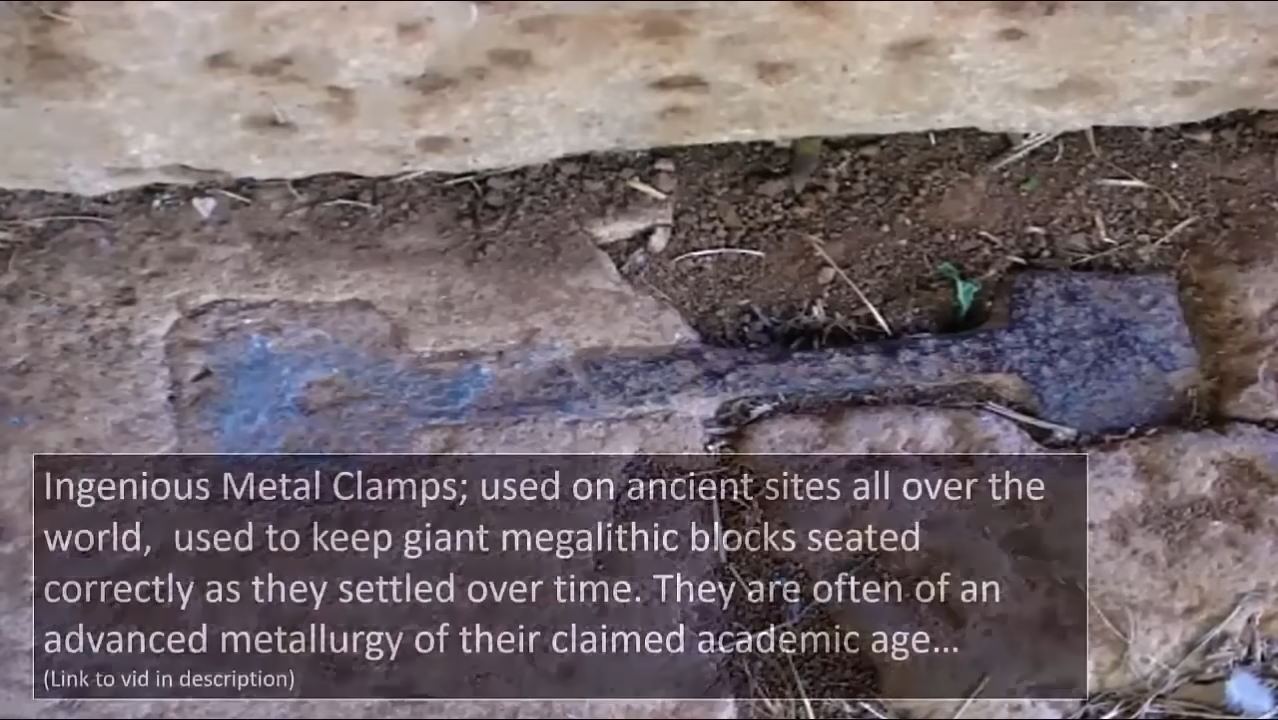 Ingenious Metal Clamps; used on ancient sites all over the
world,  used to keep giant megalithic blocks seated
correctly as they settled over time. They are often of an
advanced metallurgy of their claimed academic age...
(Link to vid in description)